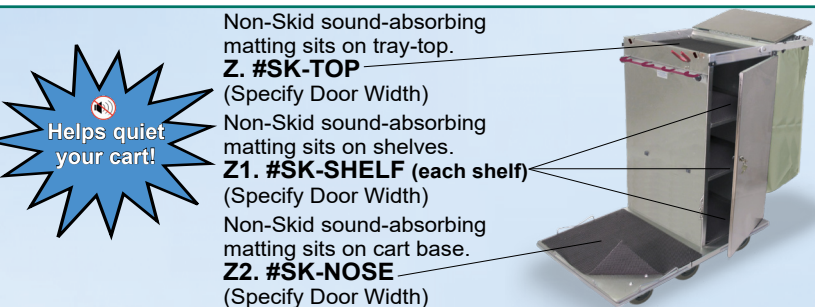 Non-Skid sound-absorbing
matting sits on tray-top.
Z. #SK-TOP
(Specify Door Width)
Helps quiet
your cart!
Non-Skid sound-absorbing
matting sits on shelves.
Z1. #SK-SHELF (each shelf)
(Specify Door Width)
Non-Skid sound-absorbing
matting sits on cart base.
Z2. #SK-NOSE
(Specify Door Width)